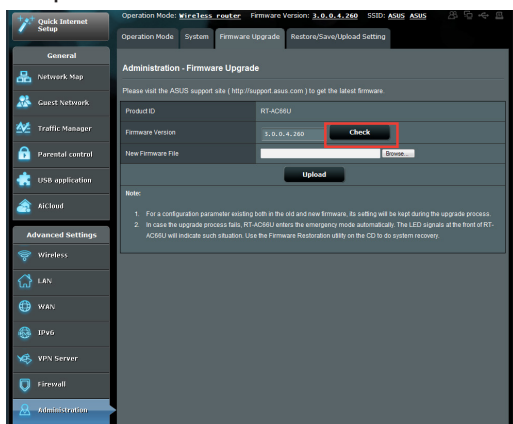 Quick Internet
Setup
Operation Mode: Wireless router Firmware Version: 3.0.0.4.260 SSID: ASUS ASUS
Operation Mode System Firmware Upgrade Restore/Save/Upload Setting
General
Network Map
Guest Network
Traffic Manager
Parental control
USB application
AiCloud
Advanced Settings
Wireless
LAN
WAN
IPv6
VPN Server
Firewall
Administration
Administration - Firmware Upgrade
Please visit the ASUS support site ( http://support.asus.com ) to get the latest firmware.
Product ID RT-AC66U
Firmware Version 3.0.0.4.260 Check
New Firmware File Browse...
Upload
Note:
1. For a configuration parameter existing both in the old and new firmware, its setting will be kept during the upgrade process.
2. In case the upgrade process fails, RT-AC66U enters the emergency mode automatically. The LED signals at the front of RT-
AC66U will indicate such situation. Use the Firmware Restoration utility on the CD to do system recovery.